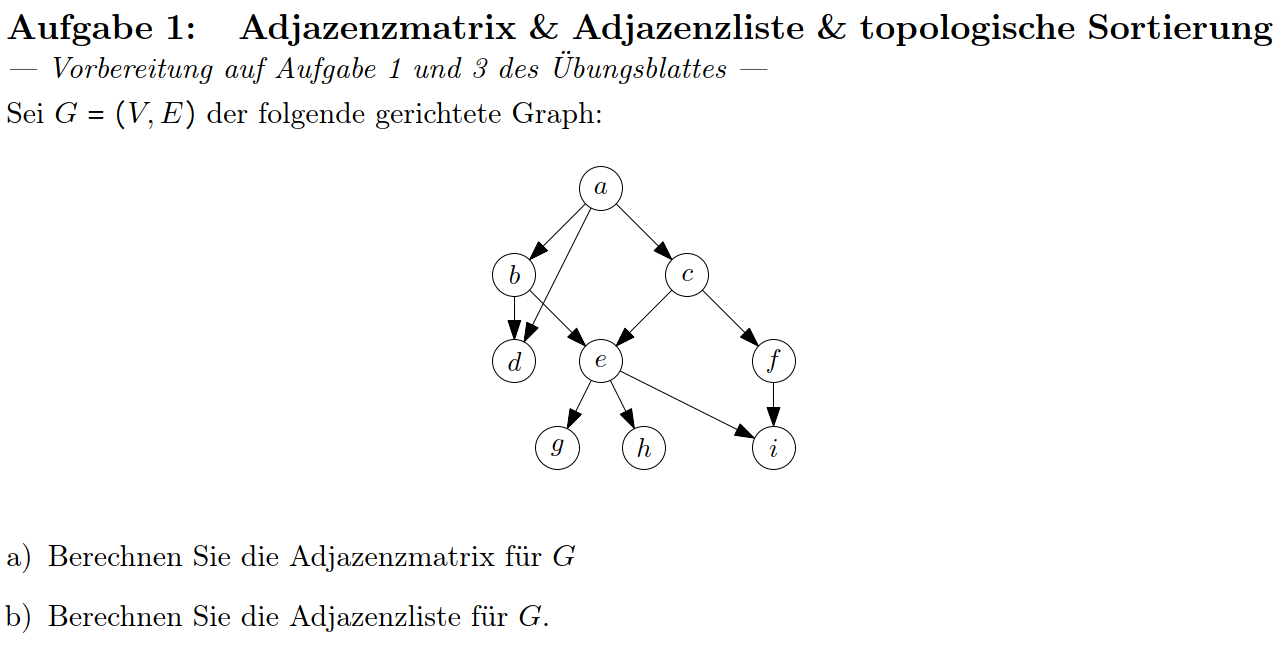 Aufgabe 1: Adjazenzmatrix & Adjazenzliste & topologische Sortierung
— Vorbereitung auf Aufgabe 1 und 3 des Übungsblattes —
Sei G = (V, E) der folgende gerichtete Graph:
a
b c
d e f
g h i
a) Berechnen Sie die Adjazenzmatrix für G
b) Berechnen Sie die Adjazenzliste für G.